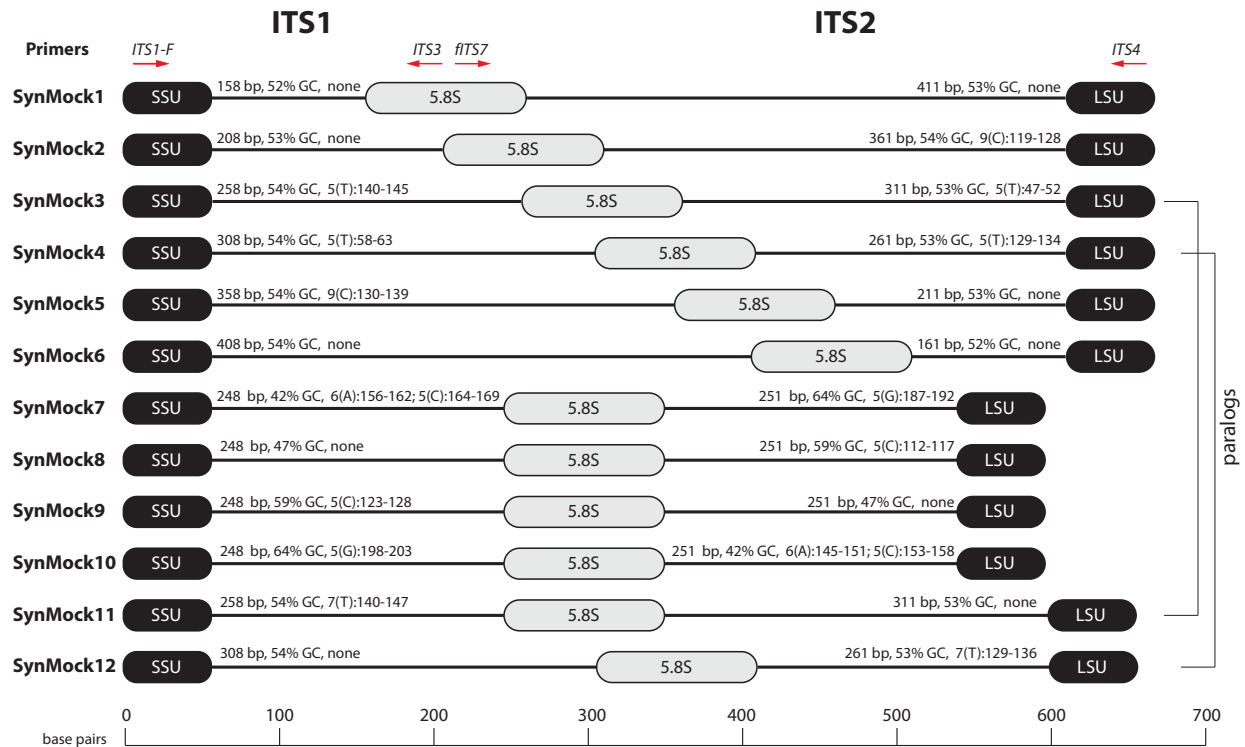 ITS1 ITS2
Primers ITS1-F ITS3 fITS7 ITS4
SynMock1 SSU 158 bp, 52% GC, none 5.8S 411 bp, 53% GC, none LSU
SynMock2 SSU 208 bp, 53% GC, none 5.8S 361 bp, 54% GC, 9(C):119-128 LSU
SynMock3 SSU 258 bp, 54% GC, 5(T):140-145 5.8S 311 bp, 53% GC, 5(T):47-52 LSU
SynMock4 SSU 308 bp, 54% GC, 5(T):58-63 5.8S 261 bp, 53% GC, 5(T):129-134 LSU
SynMock5 SSU 358 bp, 54% GC, 9(C):130-139 5.8S 211 bp, 53% GC, none LSU
SynMock6 SSU 408 bp, 54% GC, none 5.8S 161 bp, 52% GC, none LSU
SynMock7 SSU 248 bp, 42% GC, 6(A):156-162; 5(C):164-169 5.8S 251 bp, 64% GC, 5(G):187-192 LSU
SynMock8 SSU 248 bp, 47% GC, none 5.8S 251 bp, 59% GC, 5(C):112-117 LSU
SynMock9 SSU 248 bp, 59% GC, 5(C):123-128 5.8S 251 bp, 47% GC, none LSU
SynMock10 SSU 248 bp, 64% GC, 5(G):198-203 5.8S 251 bp, 42% GC, 6(A):145-151; 5(C):153-158 LSU
SynMock11 SSU 258 bp, 54% GC, 7(T):140-147 5.8S 311 bp, 53% GC, none LSU
SynMock12 SSU 308 bp, 54% GC, none 5.8S 261 bp, 53% GC, 7(T):129-136 LSU
paralogs
0 100 200 300 400 500 600 700
base pairs